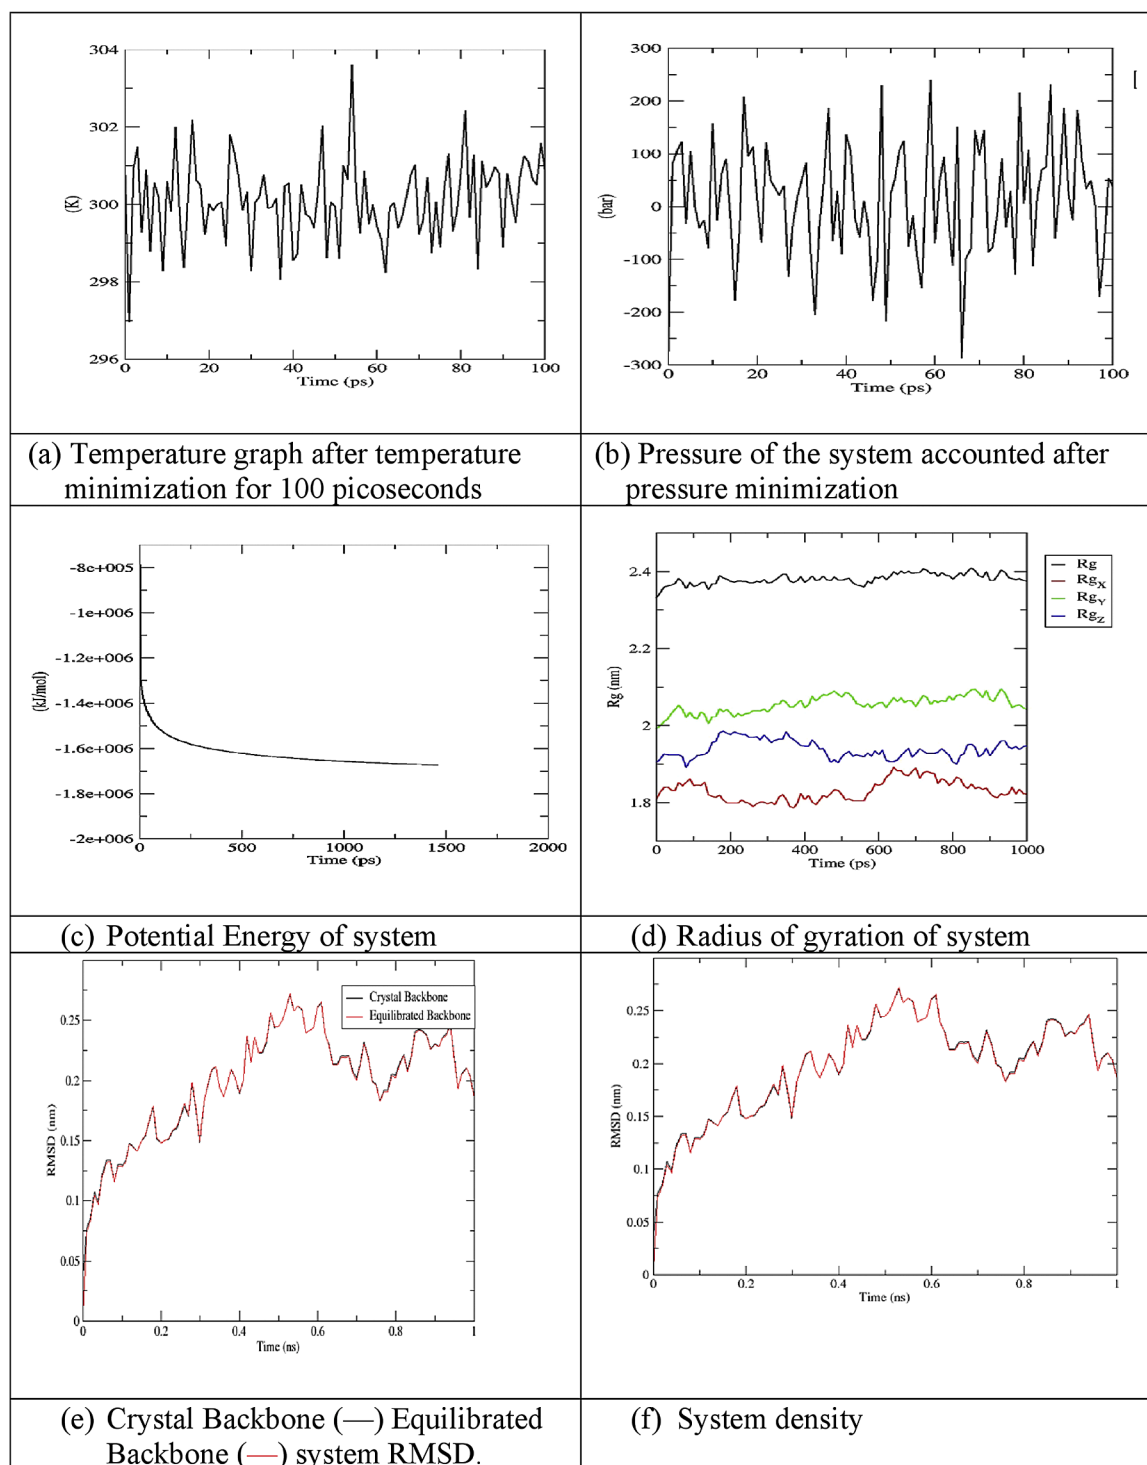 304
302
300
298
296
(K)
0 20 40 60 80 100
Time (ps)
300
200
100
0
-100
-200
-300
(bar)
0 20 40 60 80 100
Time (ps)
[
(a) Temperature graph after temperature
minimization for 100 picoseconds
(b) Pressure of the system accounted after
pressure minimization
-8e+005
-1e+006
-1.2e+006
-1.4e+006
-1.6e+006
-1.8e+006
-2e+006
(kJ/mol)
0 500 1000 1500 2000
Time (ps)
2.4
2.2
2
1.8
Rg (nm)
0 200 400 600 800 1000
Time (ps)
Rg
RgX
RgY
RgZ
(c) Potential Energy of system
(d) Radius of gyration of system
0.25
0.2
0.15
0.1
0.05
0
RMSD (nm)
0 0.2 0.4 0.6 0.8 1
Time (ns)
Crystal Backbone
Equilibrated Backbone
0.25
0.2
0.15
0.1
0.05
0
RMSD (nm)
0 0.2 0.4 0.6 0.8 1
Time (ns)
(e) Crystal Backbone (—) Equilibrated
Backbone (—) system RMSD.
(f) System density